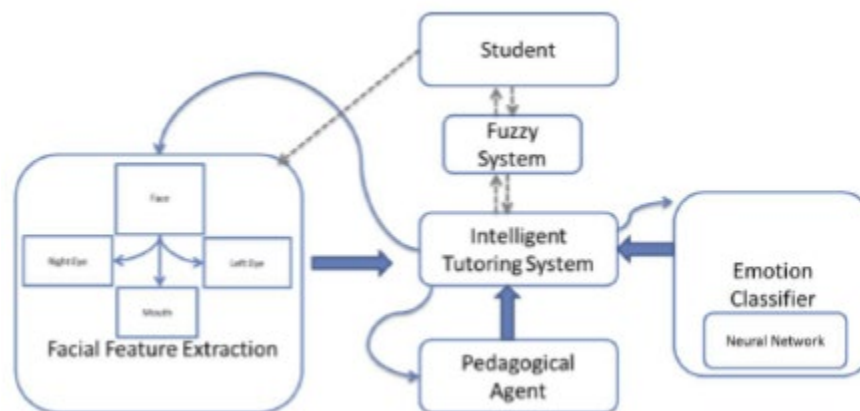 Student
Fuzzy
System
Face
Right Eye
Left Eye
Mouth
Facial Feature Extraction
Intelligent
Tutoring System
Emotion
Classifier
Neural Network
Pedagogical
Agent